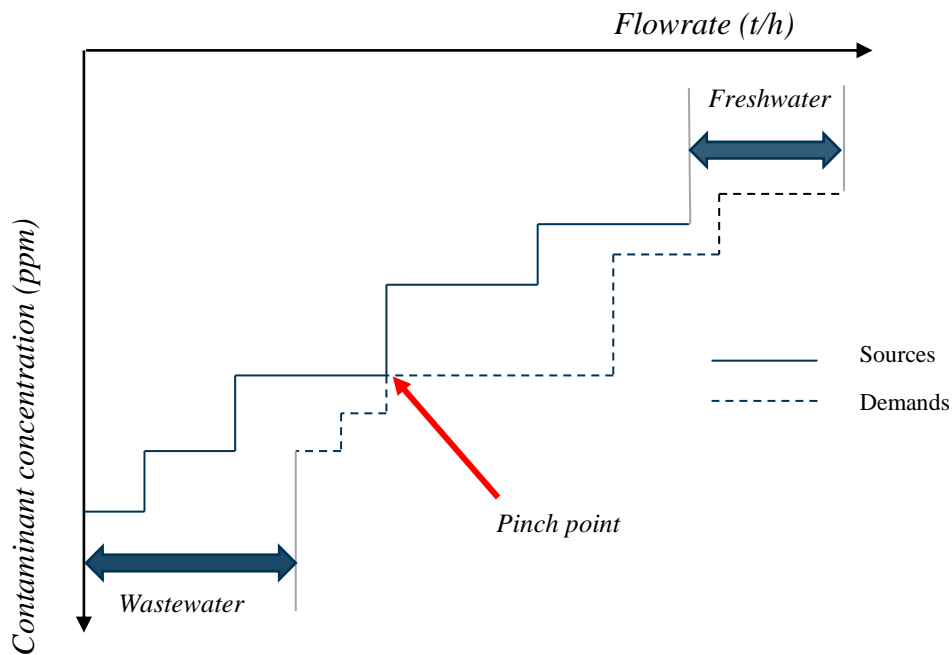 Flowrate (t/h)
Freshwater
Contaminant concentration (ppm)
Sources
Demands
Pinch point
Wastewater